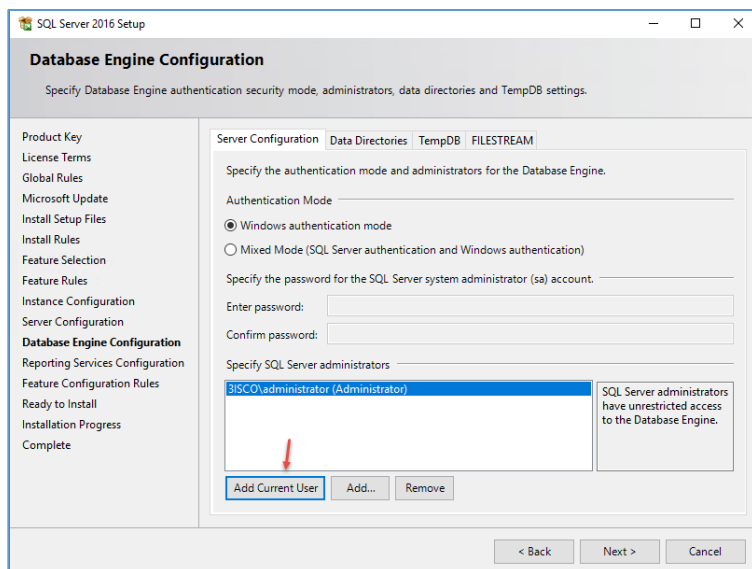 SQL Server 2016 Setup
Database Engine Configuration
Specify Database Engine authentication security mode, administrators, data directories and TempDB settings.
Product Key
License Terms
Global Rules
Microsoft Update
Install Setup Files
Install Rules
Feature Selection
Feature Rules
Instance Configuration
Server Configuration
Database Engine Configuration
Reporting Services Configuration
Feature Configuration Rules
Ready to Install
Installation Progress
Complete
Server Configuration Data Directories TempDB FILESTREAM
Specify the authentication mode and administrators for the Database Engine.
Authentication Mode
Windows authentication mode
Mixed Mode (SQL Server authentication and Windows authentication)
Specify the password for the SQL Server system administrator (sa) account.
Enter password:
Confirm password:
Specify SQL Server administrators
3ISCO\administrator (Administrator)
SQL Server administrators
have unrestricted access
to the Database Engine.
Add Current User Add... Remove
< Back Next > Cancel